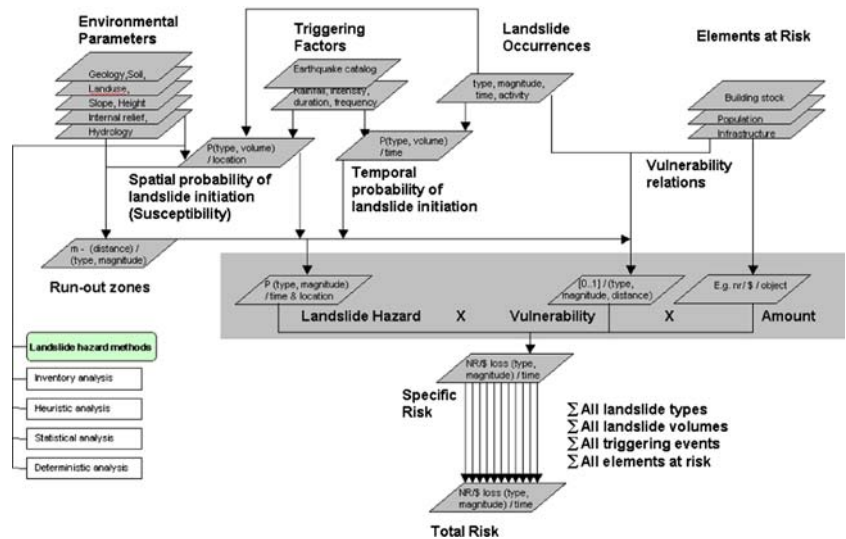 Environmental
Parameters
Geology,Soil,
Landuse,
Slope, Height
Internal relief,
Hydrology
Triggering
Factors
Earthquake catalog
Rainfall, intensity,
duration, frequency,
Landslide
Occurrences
type, magnitude,
time, activity
Elements at Risk
Building stock
Population
Infrastructure
P(type, volume)
/ location
Spatial probability of
landslide initiation
(Susceptibility)
P(type, volume)
/ time
Temporal
probability of
landslide initiation
Vulnerability
relations
m - (distance) /
(type, magnitude)
Run-out zones
P (type, magnitude)
/ time & location
[0..1] / (type,
magnitude, distance)
E.g. nr/ $ / object
Landslide Hazard X Vulnerability X Amount
Landslide hazard methods
Inventory analysis
Heuristic analysis
Statistical analysis
Deterministic analysis
NR/$ loss (type,
magnitude) / time
Specific
Risk
∑All landslide types
∑All landslide volumes
∑All triggering events
∑All elements at risk
NR/$ loss (type,
magnitude) / time
Total Risk